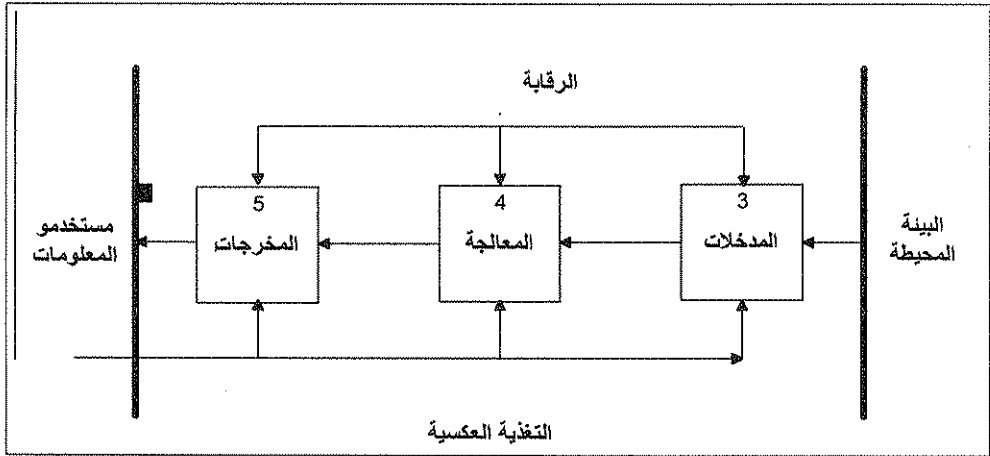 الرقابة
3
المدخلات
4
المعالجة
5
المخرجات
البيئة
المحيطة
مستخدمو
المعلومات
التغذية العكسية